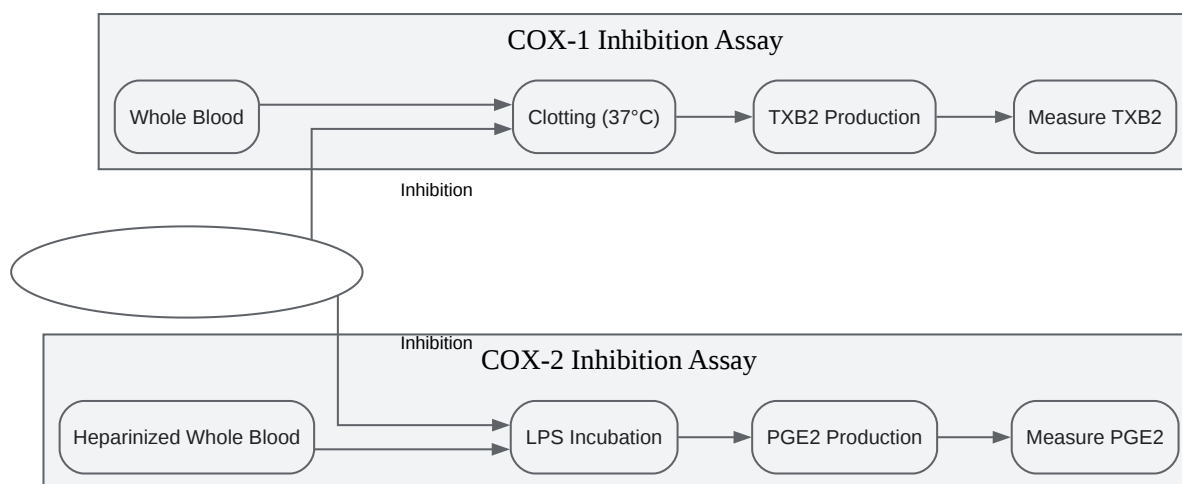 COX-1 Inhibition Assay
Whole Blood
Clotting (37°C)
TXB2 Production
Measure TXB2
Inhibition
Inhibition
COX-2 Inhibition Assay
Heparinized Whole Blood
LPS Incubation
PGE2 Production
Measure PGE2